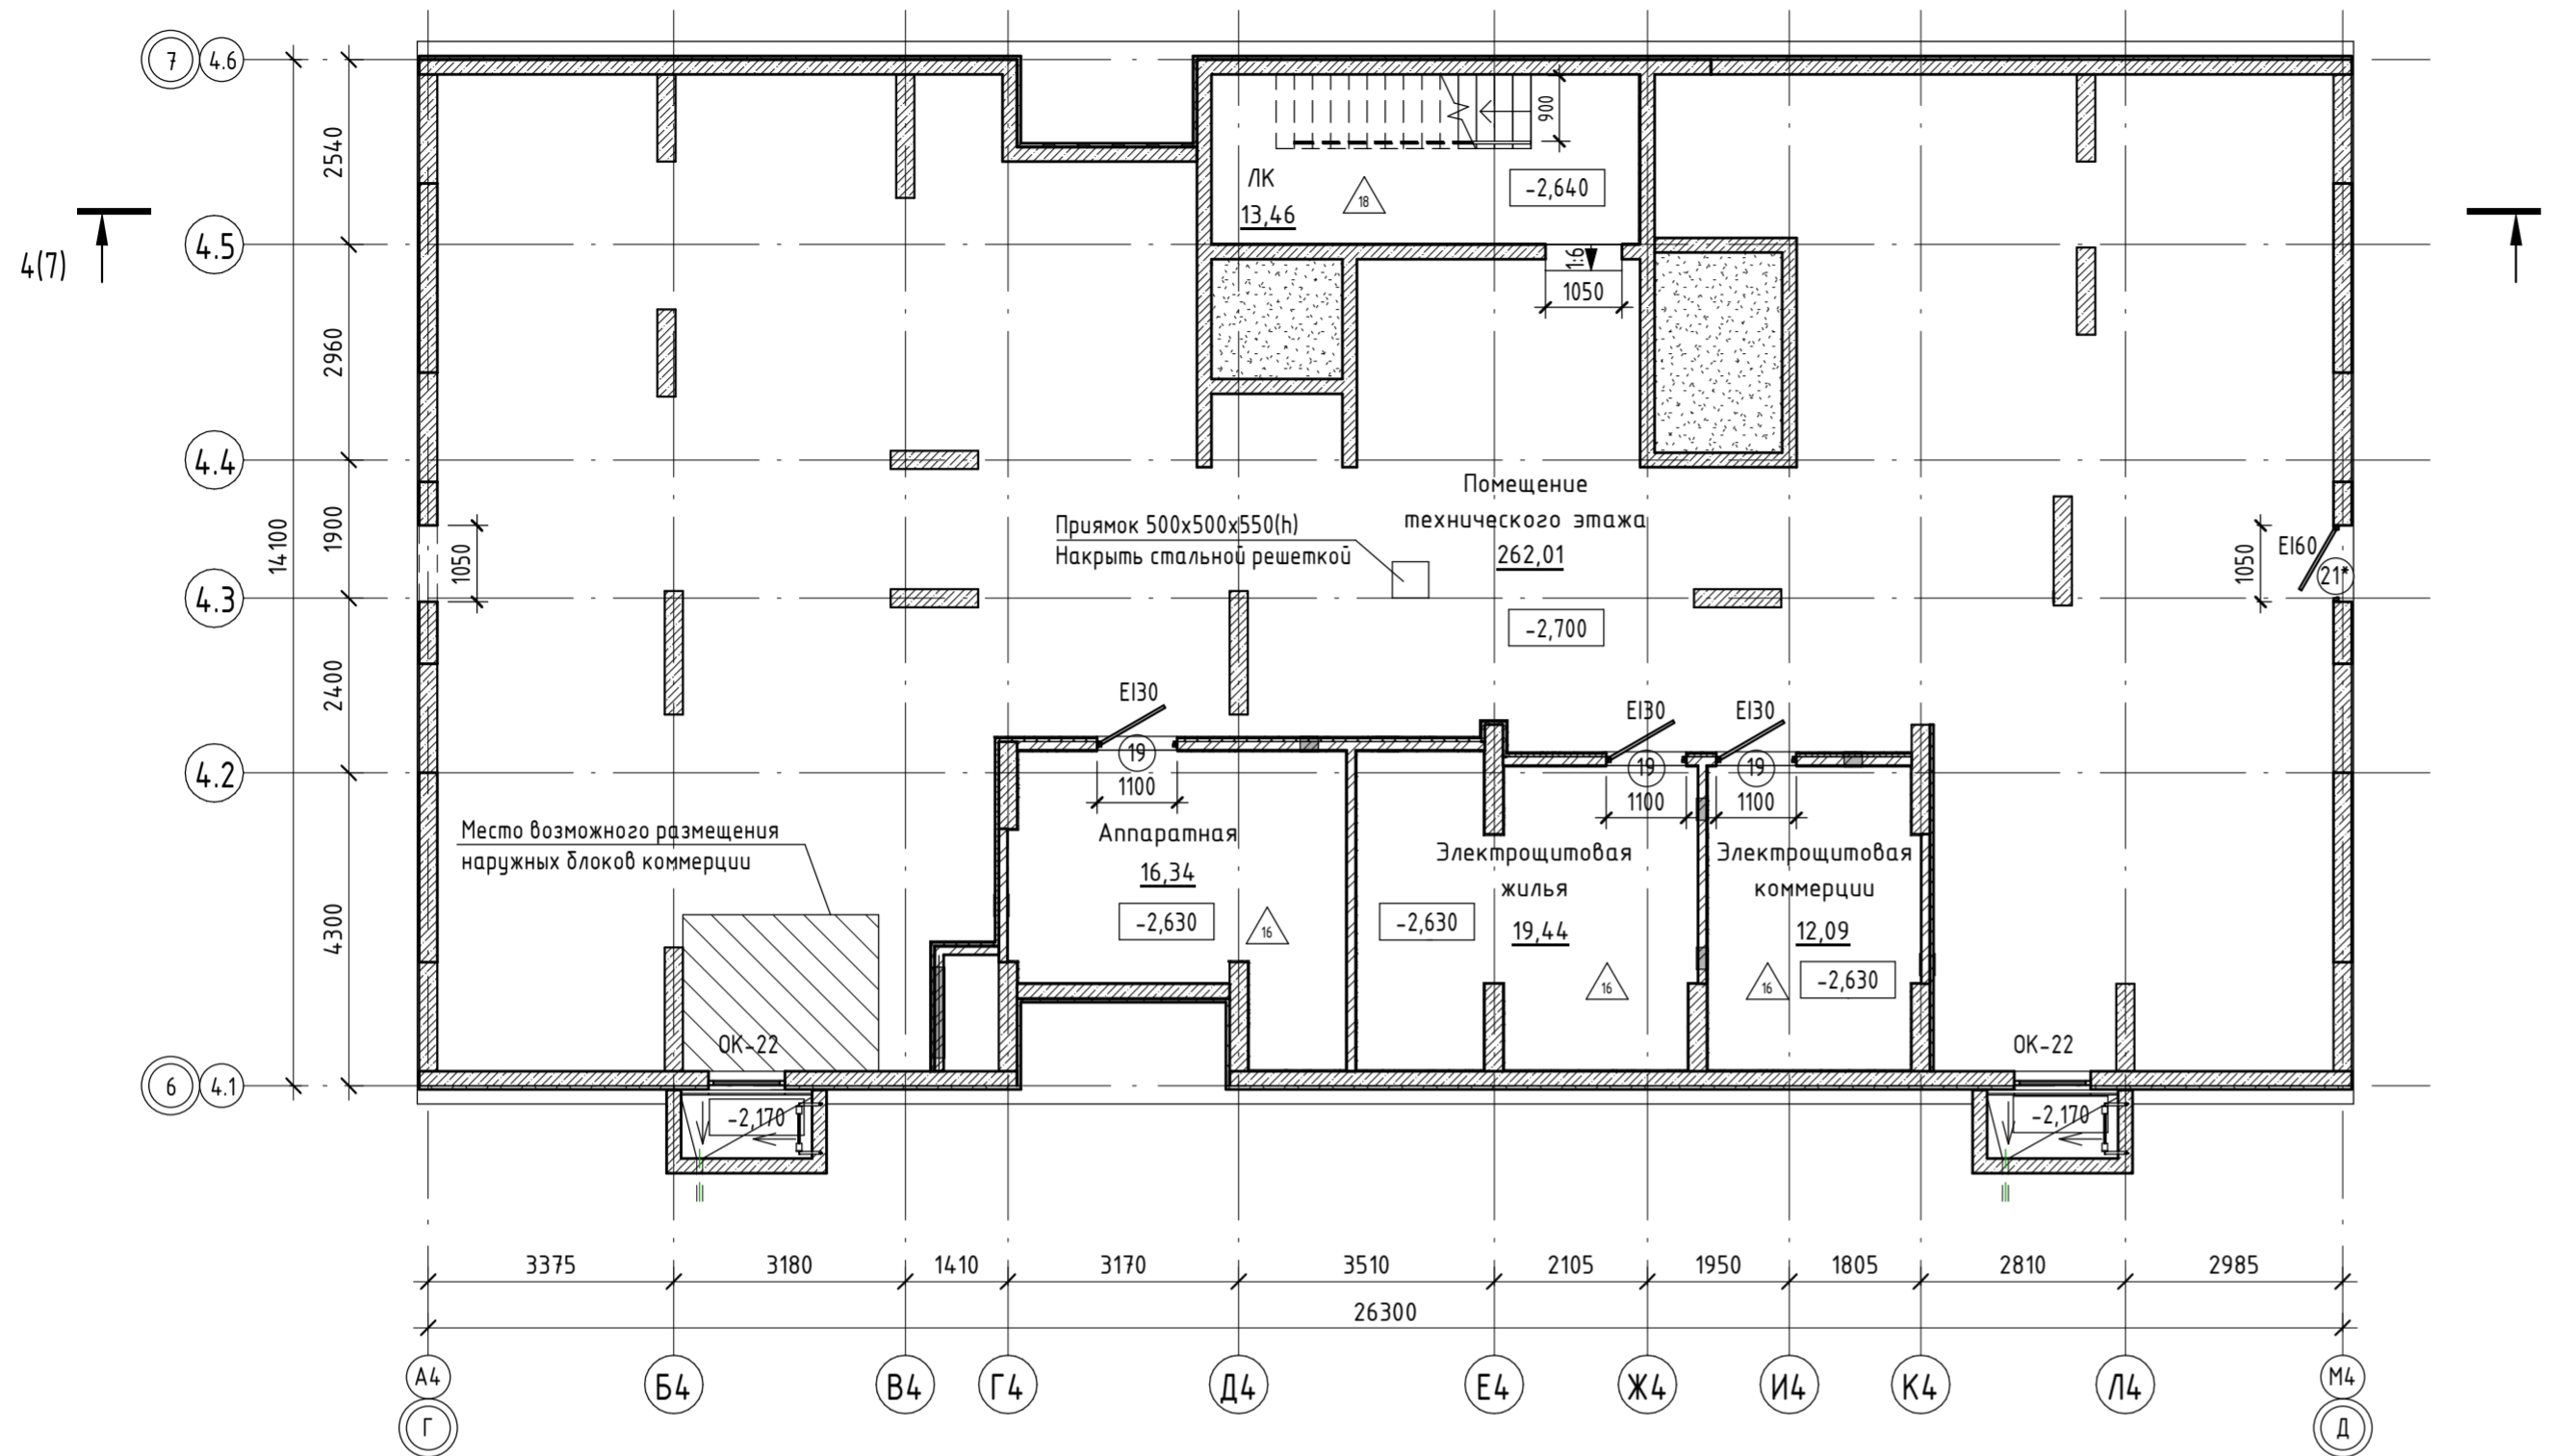 7 4.6
2540
900
ЛК
13,46
18
-2,640
4(7)
4.5
1:6
1050
2960
4.4
Помещение
технического этажа
262,01
Приямок 500х500х550(h)
Накрыть стальной решеткой
14100
1900
1050
1050
EI60
21*
4.3
-2,700
2400
EI30
EI30
EI30
19
19
19
4.2
1100
1100
1100
Место возможного размещения
наружных блоков коммерции
Аппаратная
16,34
-2,630
16
Электрощитовая
жилья
19,44
-2,630
16
Электрощитовая
коммерции
12,09
-2,630
16
4300
ОК-22
ОК-22
6 4.1
-2,170
-2,170
3375 3180 1410 3170 3510 2105 1950 1805 2810 2985
26300
А4 Б4 В4 Г4 Д4 Е4 Ж4 И4 К4 Л4 М4
Г Д